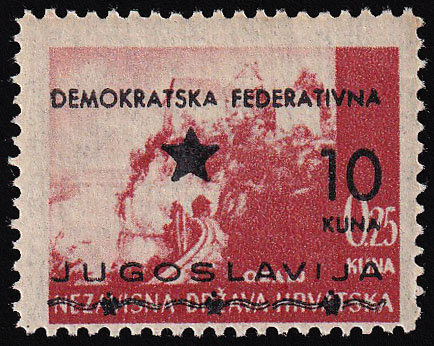 DEMOKRATSKA FEDERATIVNA
10
KUNA
0.25
KUNA
JUGOSLAVIJA
NEZAVISNA DRŽAVA HRVATSKA